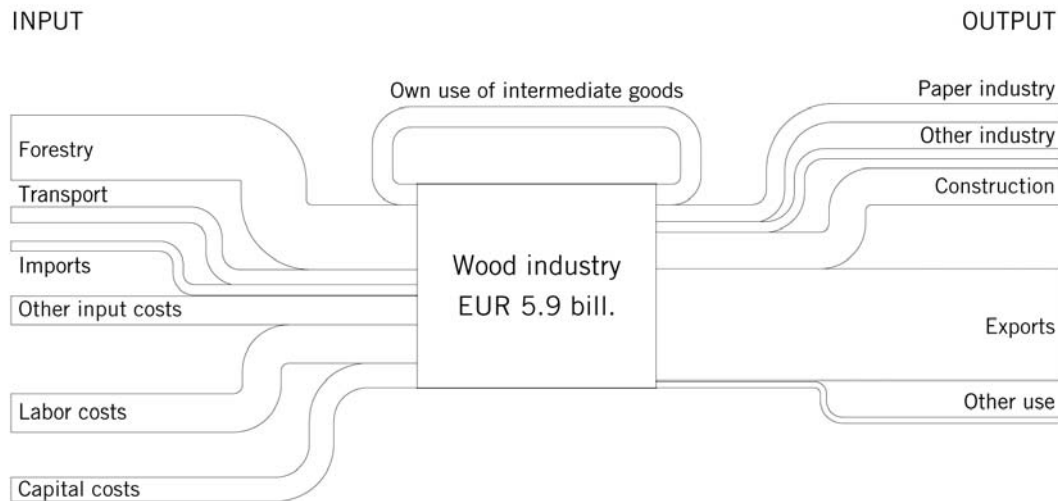 INPUT
OUTPUT
Own use of intermediate goods
Forestry
Transport
Imports
Other input costs
Labor costs
Capital costs
Wood industry
EUR 5.9 bill.
Paper industry
Other industry
Construction
Exports
Other use